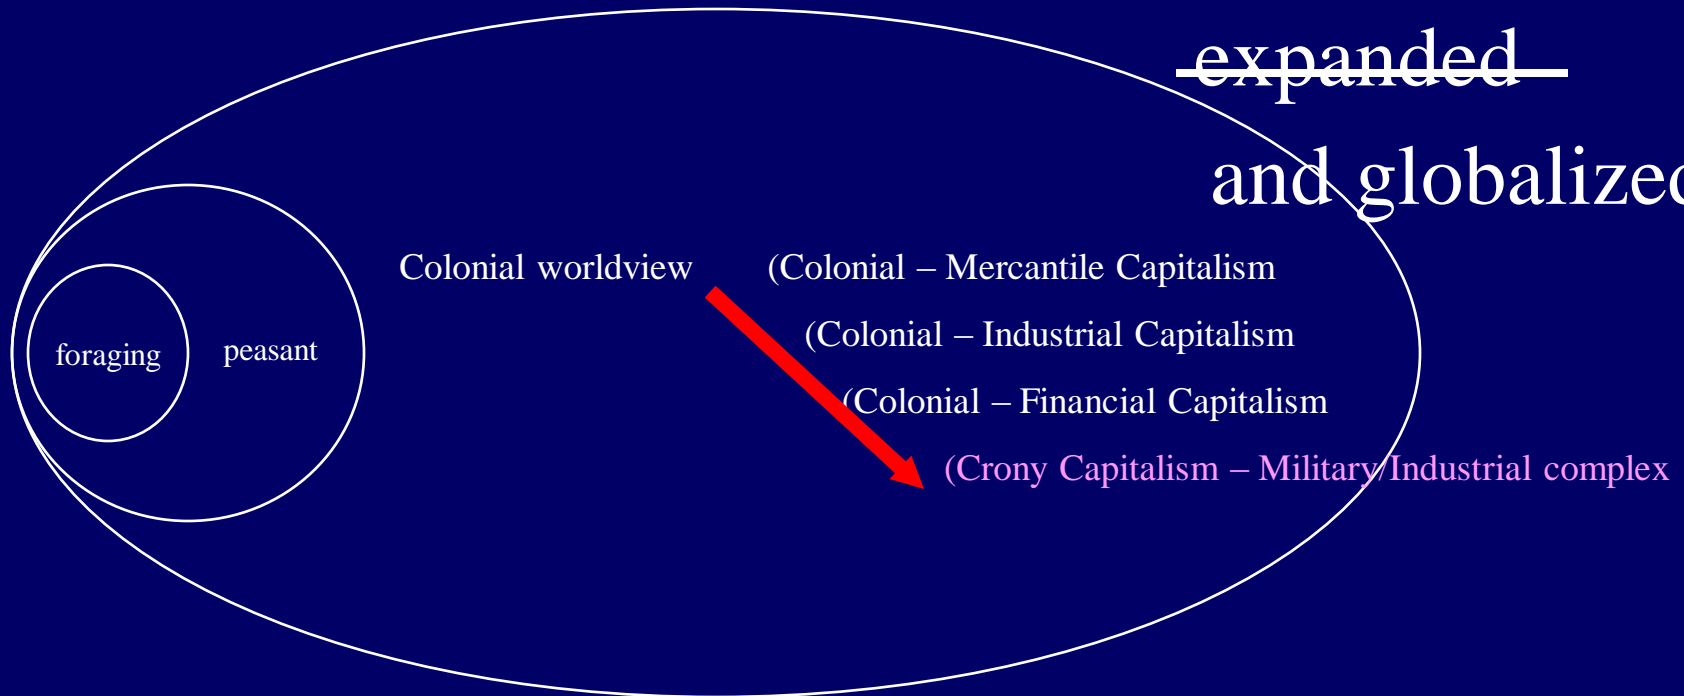 expanded
and globalized
Colonial worldview (Colonial – Mercantile Capitalism
(Colonial – Industrial Capitalism
foraging peasant
(Colonial – Financial Capitalism
(Crony Capitalism – Military/Industrial complex